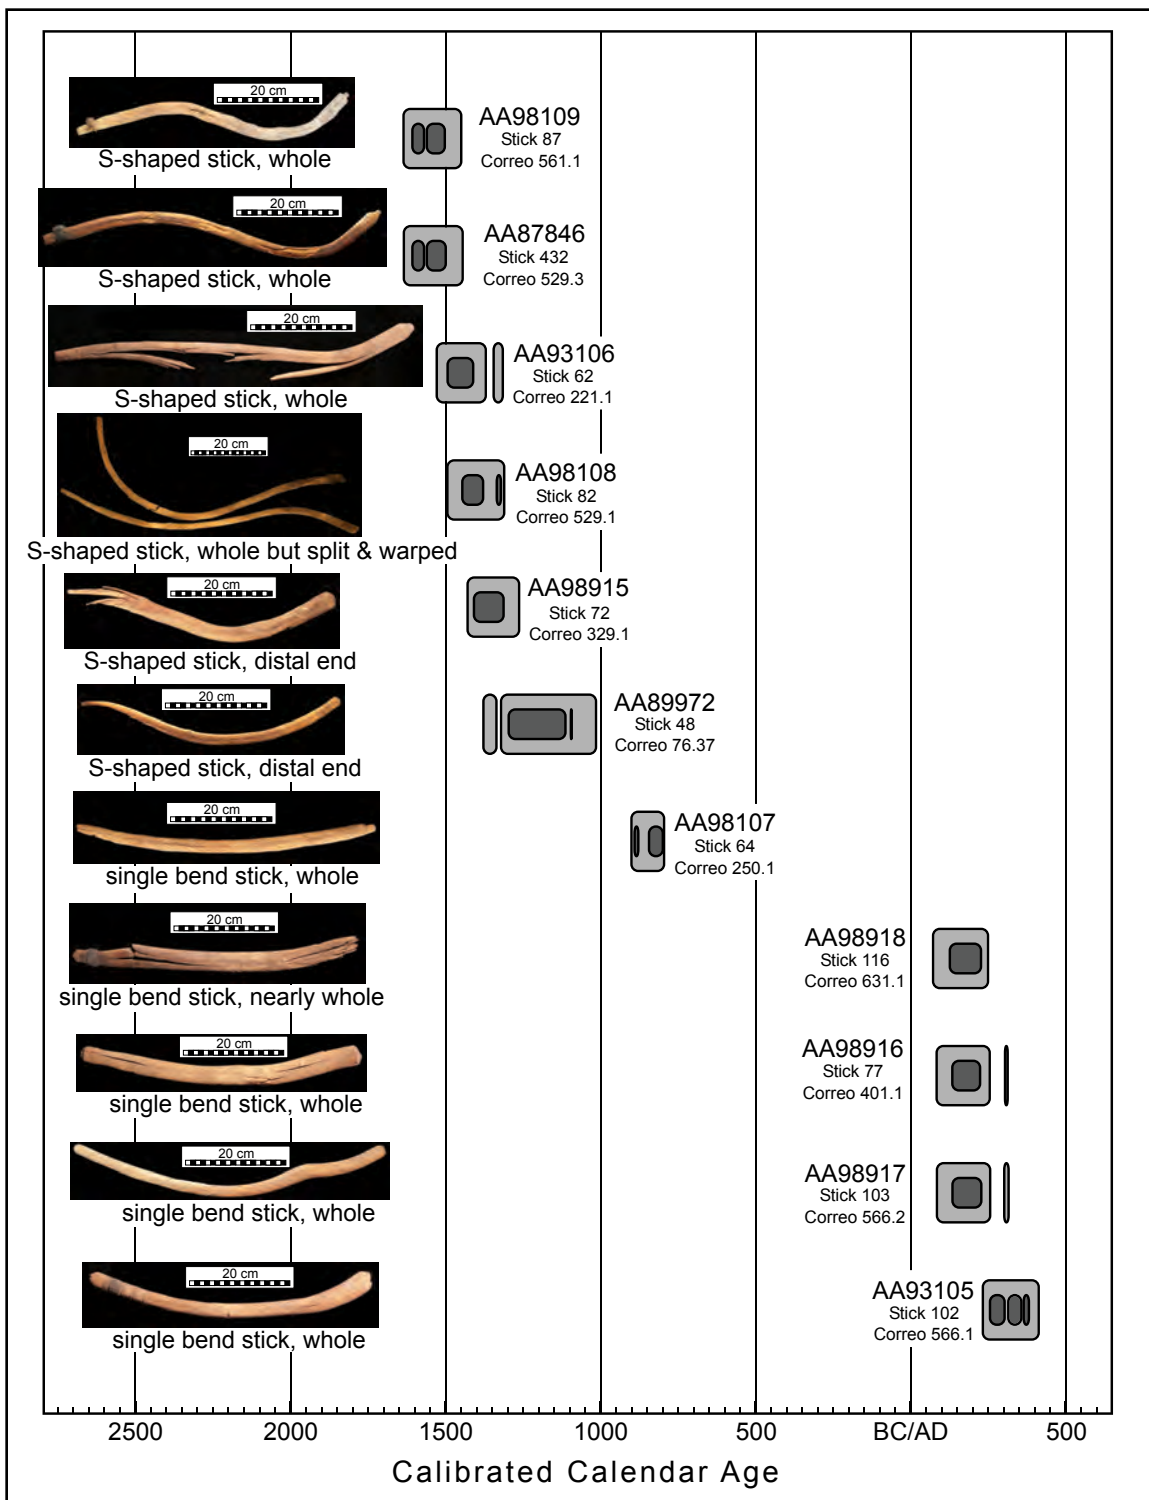 20 cm
S-shaped stick, whole
AA98109
Stick 87
Correo 561.1
20 cm
S-shaped stick, whole
AA87846
Stick 432
Correo 529.3
20 cm
S-shaped stick, whole
AA93106
Stick 62
Correo 221.1
20 cm
S-shaped stick, whole but split & warped
AA98108
Stick 82
Correo 529.1
20 cm
S-shaped stick, distal end
AA98915
Stick 72
Correo 329.1
20 cm
S-shaped stick, distal end
AA89972
Stick 48
Correo 76.37
20 cm
single bend stick, whole
AA98107
Stick 64
Correo 250.1
20 cm
single bend stick, nearly whole
AA98918
Stick 116
Correo 631.1
20 cm
single bend stick, whole
AA98916
Stick 77
Correo 401.1
20 cm
single bend stick, whole
AA98917
Stick 103
Correo 566.2
20 cm
single bend stick, whole
AA93105
Stick 102
Correo 566.1
2500 2000 1500 1000 500 BC/AD 500
Calibrated Calendar Age